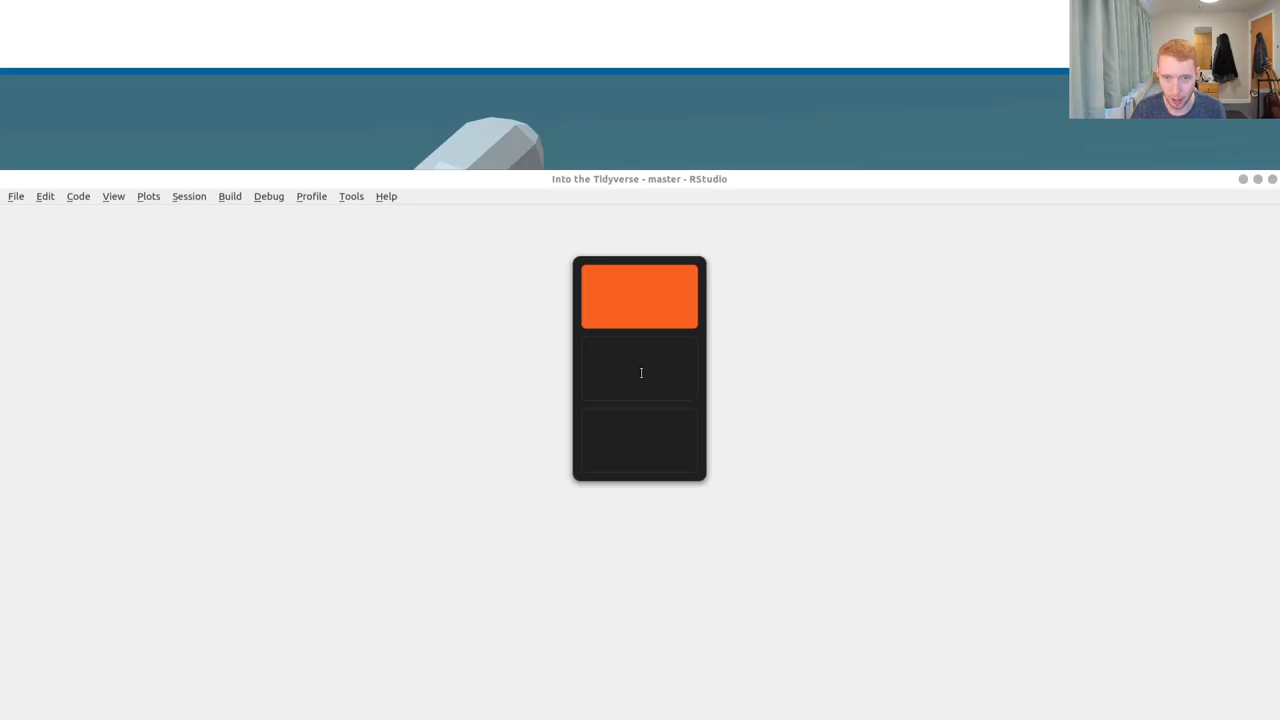 Into the Tidyverse - master - RStudio
File Edit Code View Plots Session Build Debug Profile Tools Help